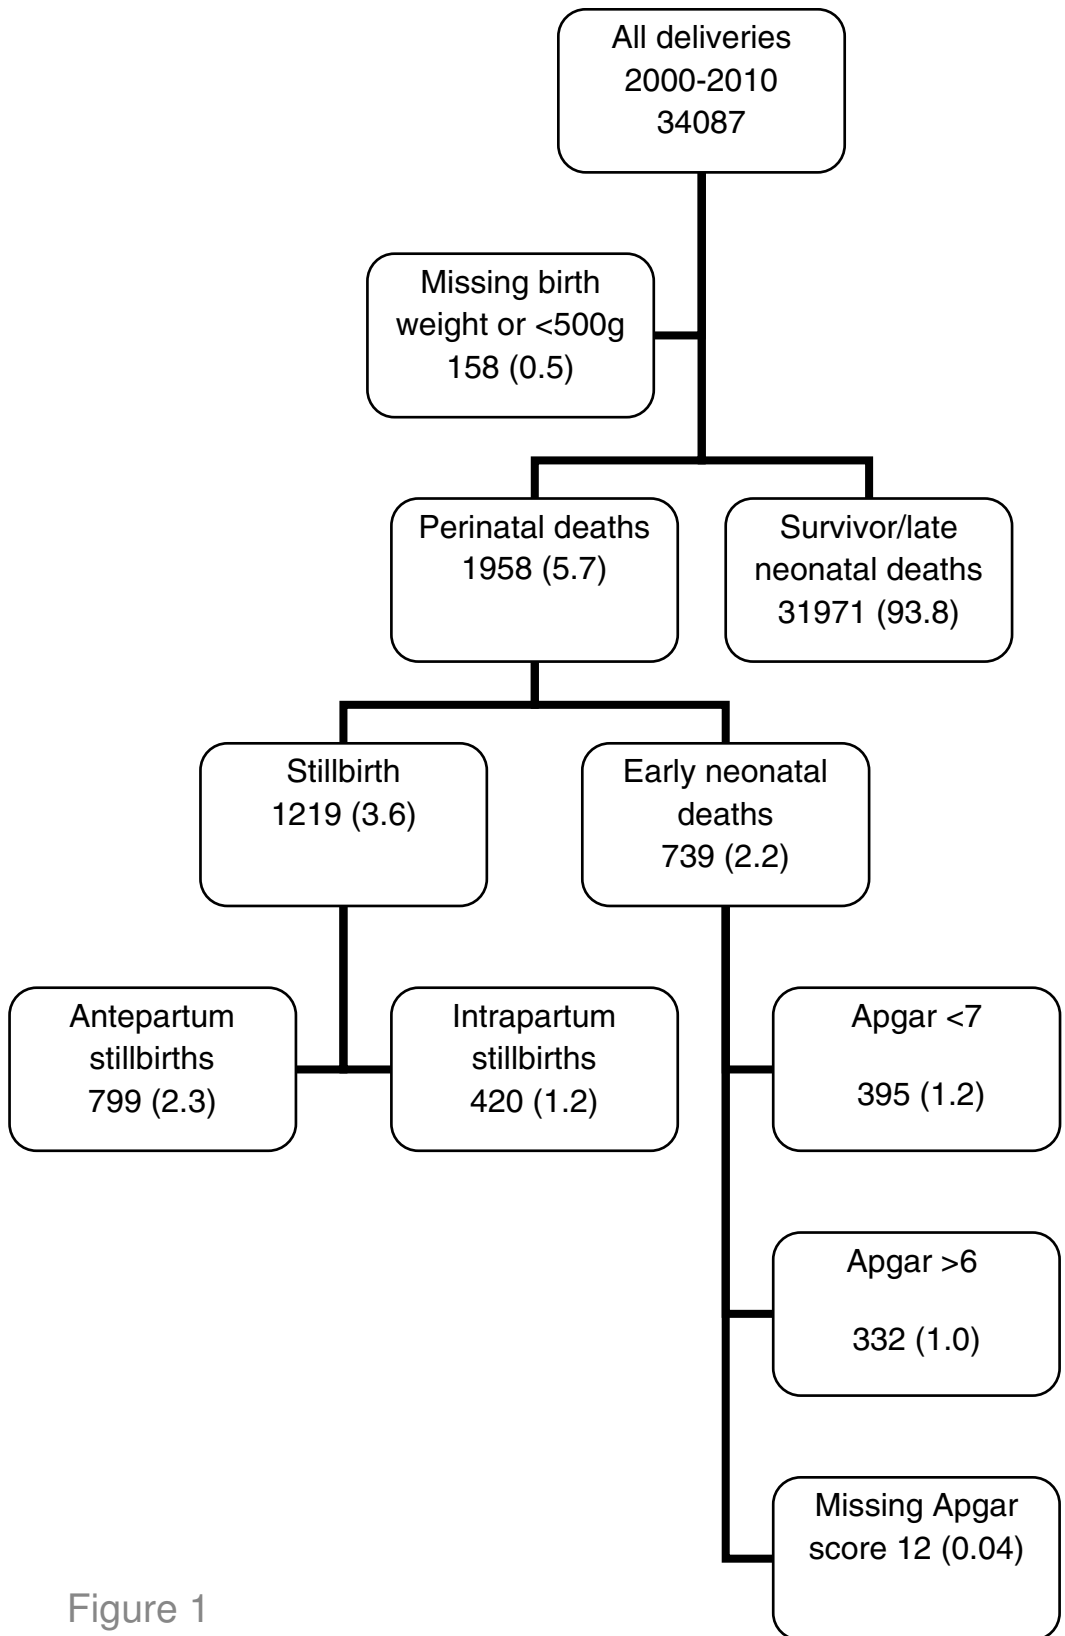 All deliveries
2000-2010
34087
Missing birth
weight or <500g
158 (0.5)
Perinatal deaths
1958 (5.7)
Survivor/late
neonatal deaths
31971 (93.8)
Stillbirth
1219 (3.6)
Early neonatal
deaths
739 (2.2)
Antepartum
stillbirths
799 (2.3)
Intrapartum
stillbirths
420 (1.2)
Apgar <7
395 (1.2)
Apgar >6
332 (1.0)
Missing Apgar
score 12 (0.04)
Figure 1